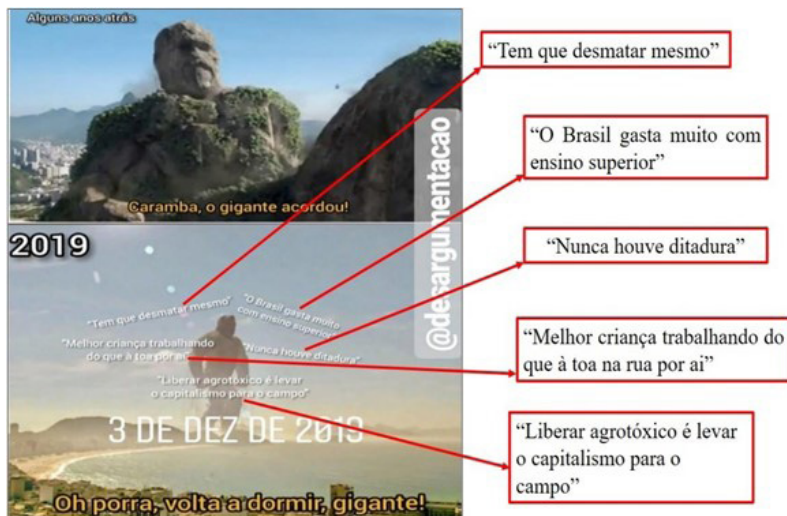 Alguns anos atrás
Caramba, o gigante acordou!
@desargumentacao
2019
"Tem que desmatar mesmo"
"O Brasil gasta muito
com ensino superior"
"Melhor criança trabalhando
do que à toa por ai"
"Nunca houve ditadura"
"Liberar agrotóxico é levar
o capitalismo para o campo"
3 DE DEZ DE 2019
Oh porra, volta a dormir, gigante!
“Tem que desmatar mesmo”
“O Brasil gasta muito com
ensino superior”
“Nunca houve ditadura”
“Melhor criança trabalhando do
que à toa na rua por ai”
“Liberar agrotóxico é levar
o capitalismo para o
campo”